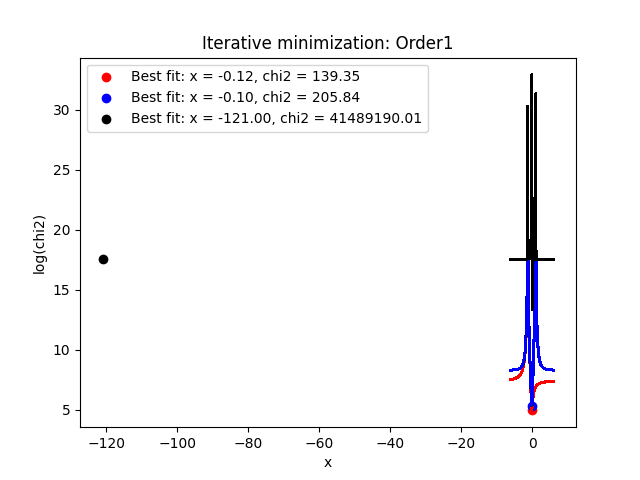 Iterative minimization: Order1
Best fit: x = -0.12, chi2 = 139.35
Best fit: x = -0.10, chi2 = 205.84
Best fit: x = -121.00, chi2 = 41489190.01
log(chi2)
30
25
20
15
10
5
−120 −100 −80 −60 −40 −20 0
x